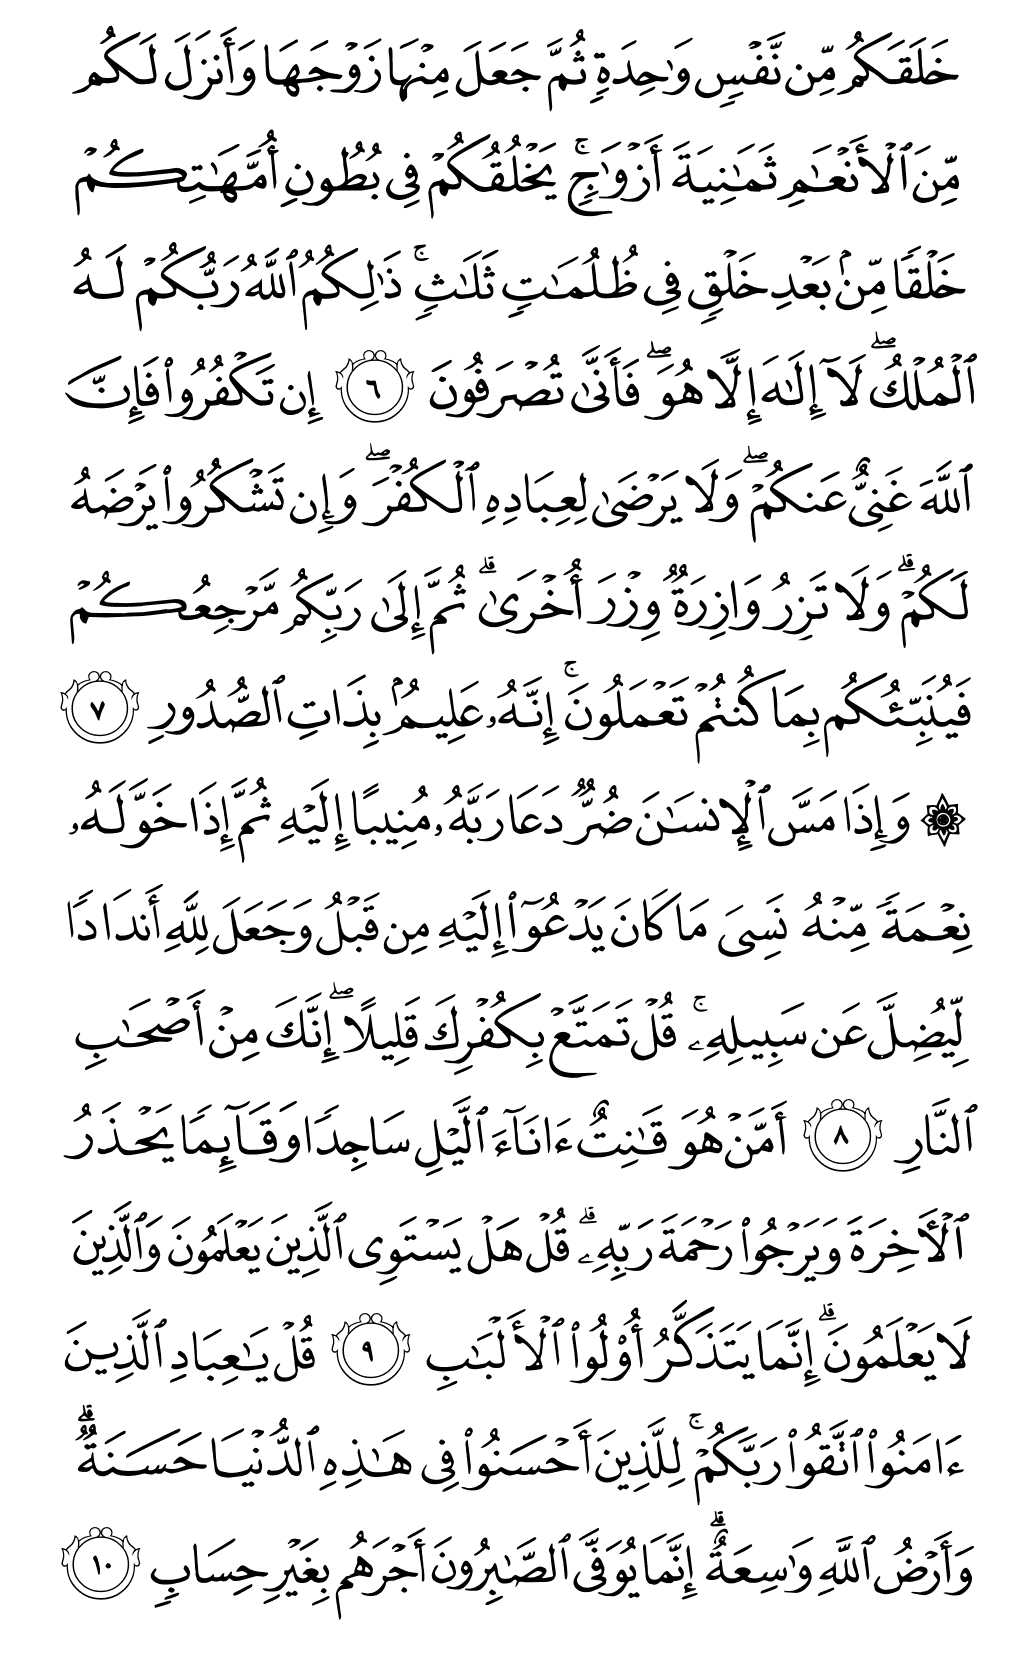 خَلَقَكُم مِّن نَّفۡسٖ وَٰحِدَةٖ ثُمَّ جَعَلَ مِنۡهَا زَوۡجَهَا وَأَنزَلَ لَكُم
مِّنَ ٱلۡأَنۡعَٰمِ ثَمَٰنِيَةَ أَزۡوَٰجٖۚ يَخۡلُقُكُمۡ فِي بُطُونِ أُمَّهَٰتِكُمۡ
خَلۡقٗا مِّنۢ بَعۡدِ خَلۡقٖ فِي ظُلُمَٰتٖ ثَلَٰثٖۚ ذَٰلِكُمُ ٱللَّهُ رَبُّكُمۡ لَهُ
ٱلۡمُلۡكُۖ لَآ إِلَٰهَ إِلَّا هُوَۖ فَأَنَّىٰ تُصۡرَفُونَ ٦ إِن تَكۡفُرُواْ فَإِنَّ
ٱللَّهَ غَنِيٌّ عَنكُمۡۖ وَلَا يَرۡضَىٰ لِعِبَادِهِ ٱلۡكُفۡرَۖ وَإِن تَشۡكُرُواْ يَرۡضَهُ
لَكُمۡۗ وَلَا تَزِرُ وَازِرَةٞ وِزۡرَ أُخۡرَىٰۗ ثُمَّ إِلَىٰ رَبِّكُم مَّرۡجِعُكُمۡ
فَيُنَبِّئُكُم بِمَا كُنتُمۡ تَعۡمَلُونَۚ إِنَّهُۥ عَلِيمُۢ بِذَاتِ ٱلصُّدُورِ ٧
۞ وَإِذَا مَسَّ ٱلۡإِنسَٰنَ ضُرّٞ دَعَا رَبَّهُۥ مُنِيبًا إِلَيۡهِ ثُمَّ إِذَا خَوَّلَهُۥ
نِعۡمَةٗ مِّنۡهُ نَسِيَ مَا كَانَ يَدۡعُوٓاْ إِلَيۡهِ مِن قَبۡلُ وَجَعَلَ لِلَّهِ أَندَادٗا
لِّيُضِلَّ عَن سَبِيلِهِۦۚ قُلۡ تَمَتَّعۡ بِكُفۡرِكَ قَلِيلًاۖ إِنَّكَ مِنۡ أَصۡحَٰبِ
ٱلنَّارِ ٨ أَمَّنۡ هُوَ قَٰنِتٌ ءَانَآءَ ٱلَّيۡلِ سَاجِدٗا وَقَآئِمٗا يَحۡذَرُ
ٱلۡأٓخِرَةَ وَيَرۡجُواْ رَحۡمَةَ رَبِّهِۦۗ قُلۡ هَلۡ يَسۡتَوِي ٱلَّذِينَ يَعۡلَمُونَ وَٱلَّذِينَ
لَا يَعۡلَمُونَۗ إِنَّمَا يَتَذَكَّرُ أُوْلُواْ ٱلۡأَلۡبَٰبِ ٩ قُلۡ يَٰعِبَادِ ٱلَّذِينَ
ءَامَنُواْ ٱتَّقُواْ رَبَّكُمۡۚ لِلَّذِينَ أَحۡسَنُواْ فِي هَٰذِهِ ٱلدُّنۡيَا حَسَنَةٞۗ
وَأَرۡضُ ٱللَّهِ وَٰسِعَةٌۗ إِنَّمَا يُوَفَّى ٱلصَّٰبِرُونَ أَجۡرَهُم بِغَيۡرِ حِسَابٖ ١٠